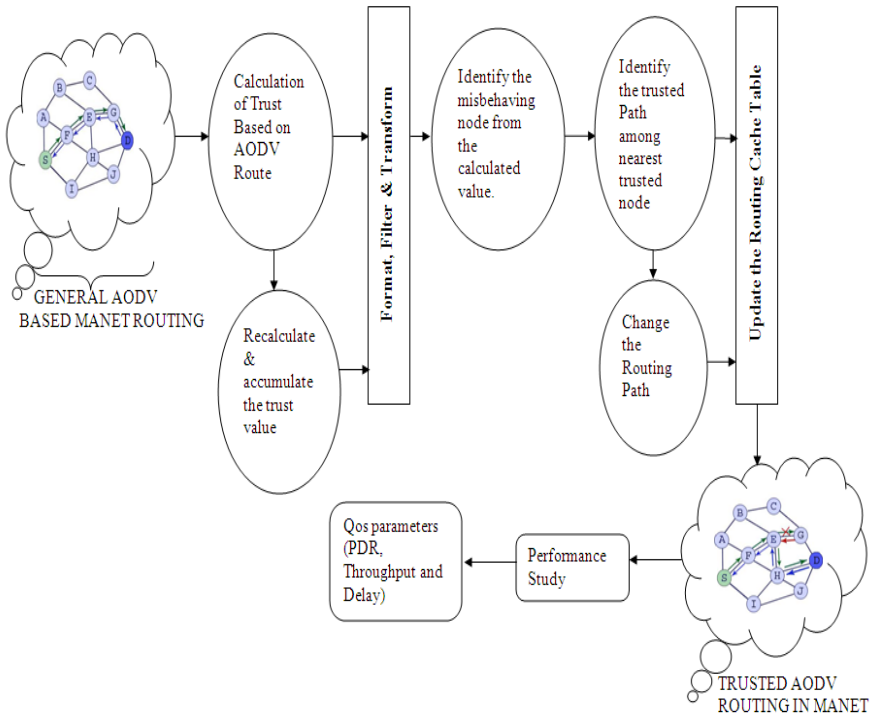 B
C
A
E
G
F
D
S
H
I
J
GENERAL AODV
BASED MANET ROUTING
Calculation
of Trust
Based on
AODV
Route
Recalculate
&
accumulate
the trust
value
Format, Filter & Transform
Identify the
misbehaving
node from
the
calculated
value.
Identify
the trusted
Path
among
nearest
trusted
node
Change
the
Routing
Path
Update the Routing Cache Table
B
C
A
E
G
F
D
S
H
I
J
TRUSTED AODV
ROUTING IN MANET
Performance
Study
Qos parameters
(PDR,
Throughput and
Delay)